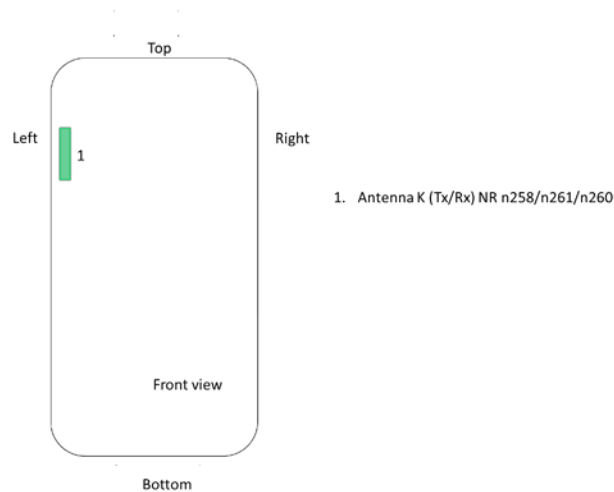 Top
Left
Right
1
1. Antenna K (Tx/Rx) NR n258/n261/n260
Front view
Bottom